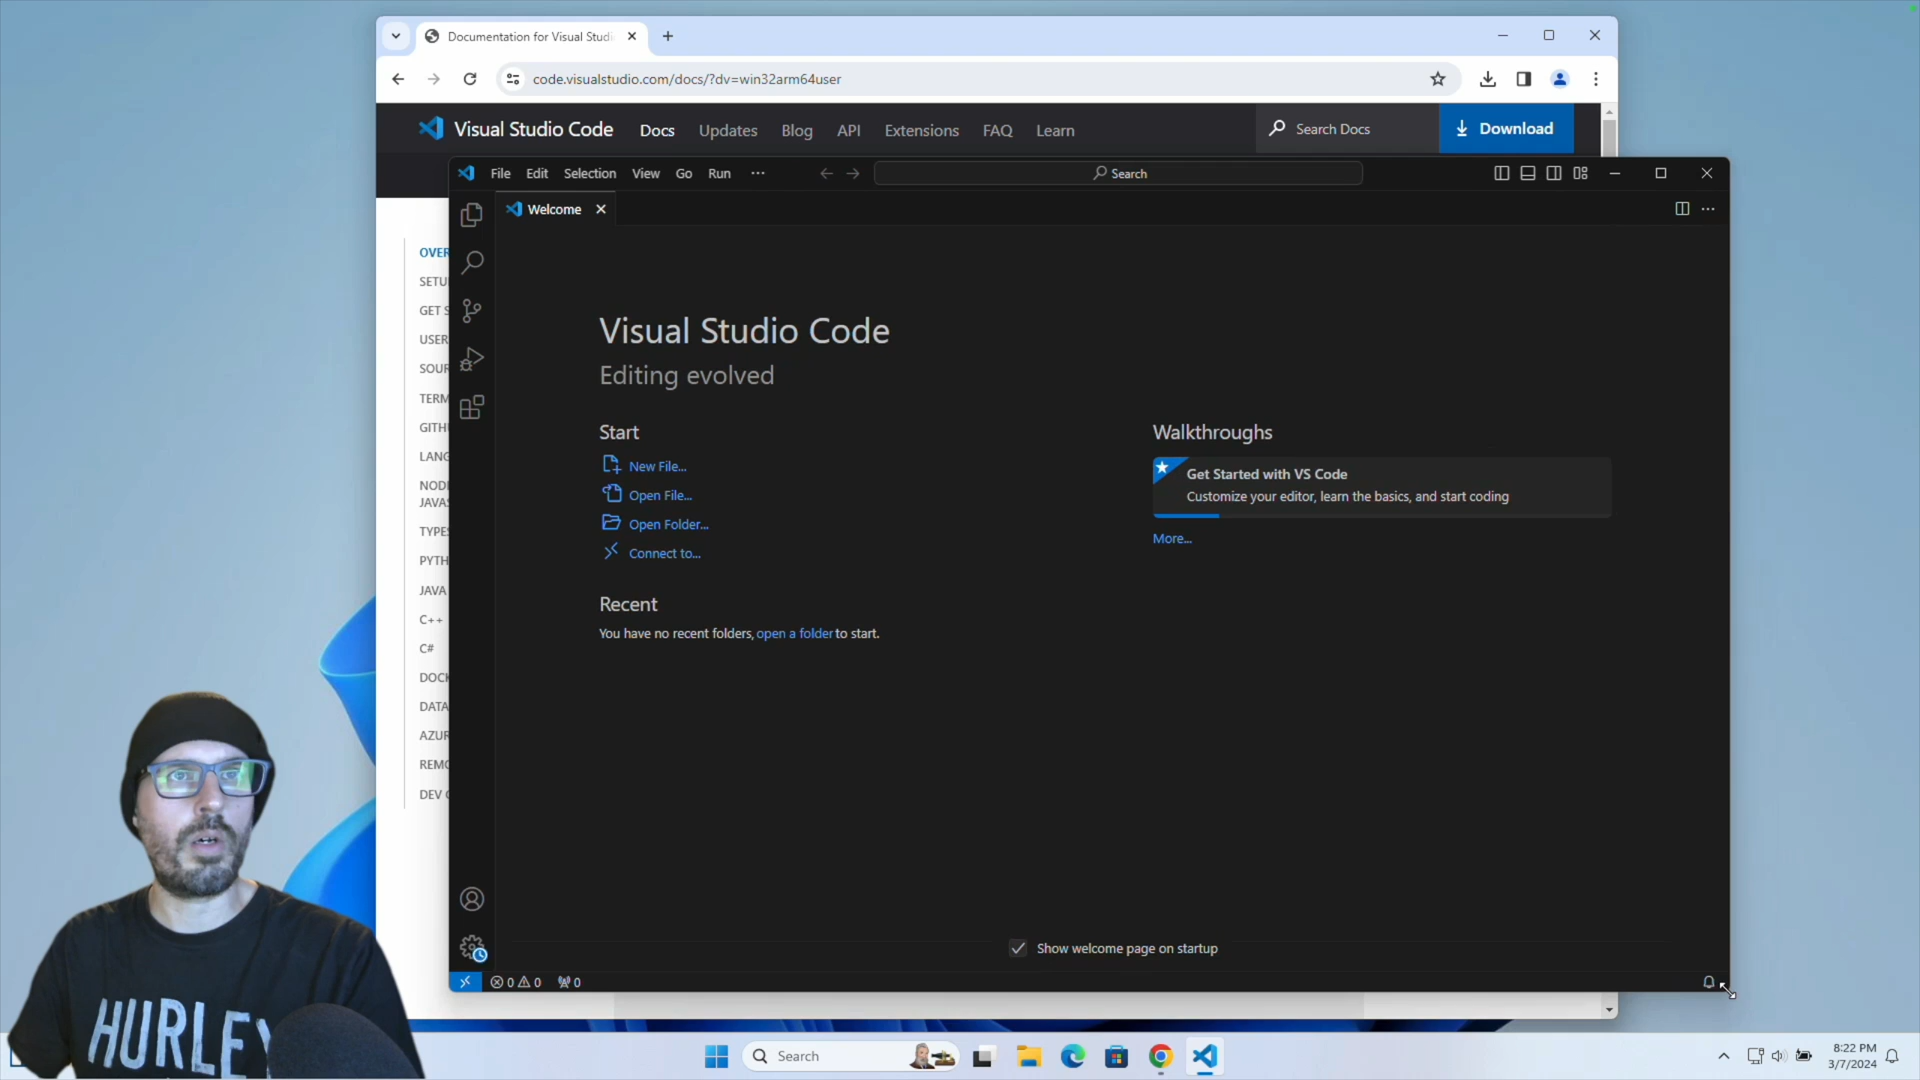 Documentation for Visual Studi
code.visualstudio.com/docs/?dv=win32arm64user
Visual Studio Code Docs Updates Blog API Extensions FAQ Learn Search Docs Download
File Edit Selection View Go Run ··· Search
Welcome
OVER
SETU
GET S
USER
SOUR
TERM
GITH
LANG
NODE
JAVAS
TYPES
PYTH
JAVA
C++
C#
DOCK
DATA
AZUR
REMO
DEV C
Visual Studio Code
Editing evolved
Start
New File...
Open File...
Open Folder...
Connect to...
Recent
You have no recent folders, open a folder to start.
Walkthroughs
Get Started with VS Code
Customize your editor, learn the basics, and start coding
More...
Show welcome page on startup
0 0 0
HURLEY
Search
8:22 PM
3/7/2024